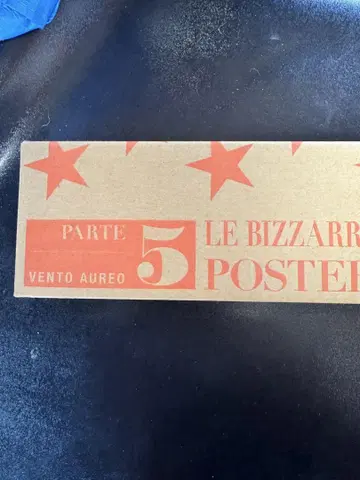 PARTE 5
VENTO AUREO
LE BIZZARR
POSTE